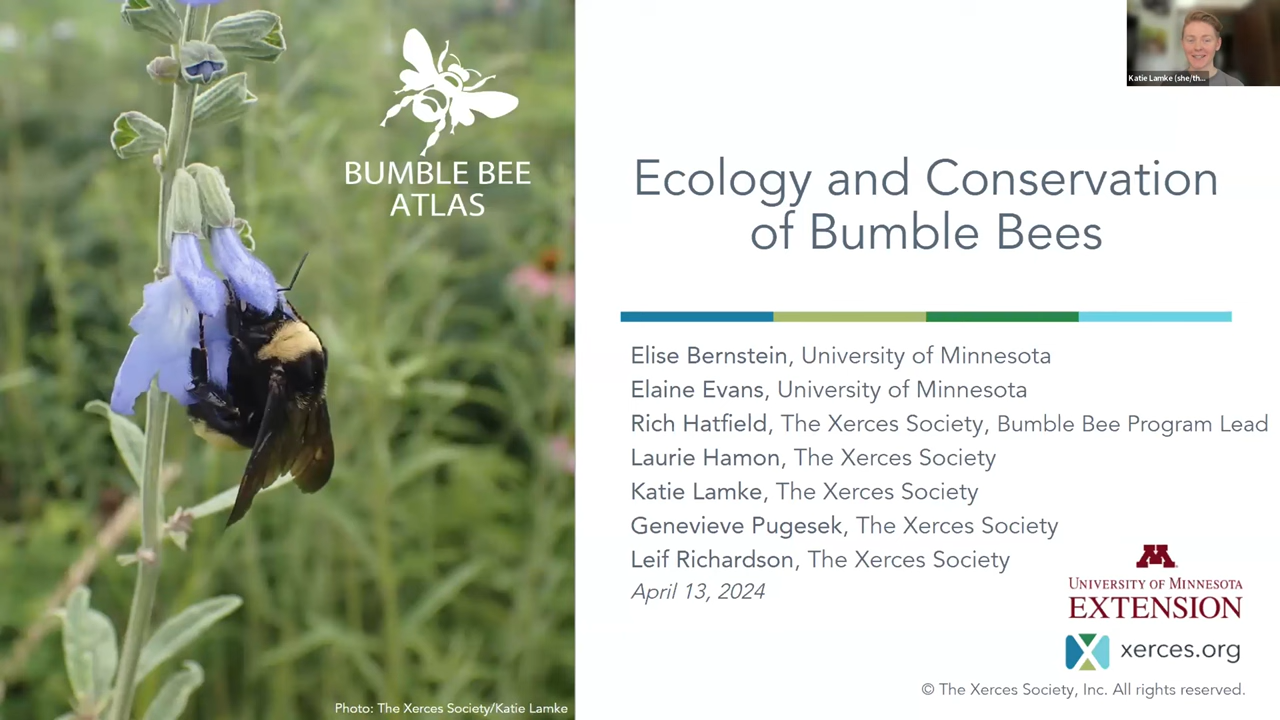 BUMBLE BEE
ATLAS
Photo: The Xerces Society/Katie Lamke
Katie Lamke (she/th...
Ecology and Conservation
of Bumble Bees
Elise Bernstein, University of Minnesota
Elaine Evans, University of Minnesota
Rich Hatfield, The Xerces Society, Bumble Bee Program Lead
Laurie Hamon, The Xerces Society
Katie Lamke, The Xerces Society
Genevieve Pugesek, The Xerces Society
Leif Richardson, The Xerces Society
April 13, 2024
M
UNIVERSITY OF MINNESOTA
EXTENSION
xerces.org
© The Xerces Society, Inc. All rights reserved.